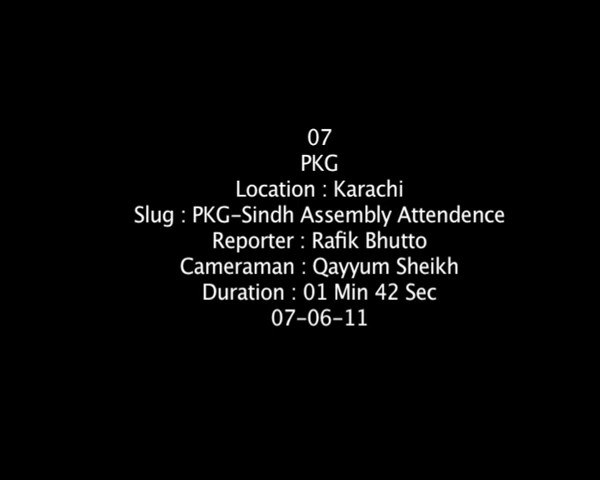 07
PKG
Location : Karachi
Slug : PKG-Sindh Assembly Attendence
Reporter : Rafik Bhutto
Cameraman : Qayyum Sheikh
Duration : 01 Min 42 Sec
07-06-11